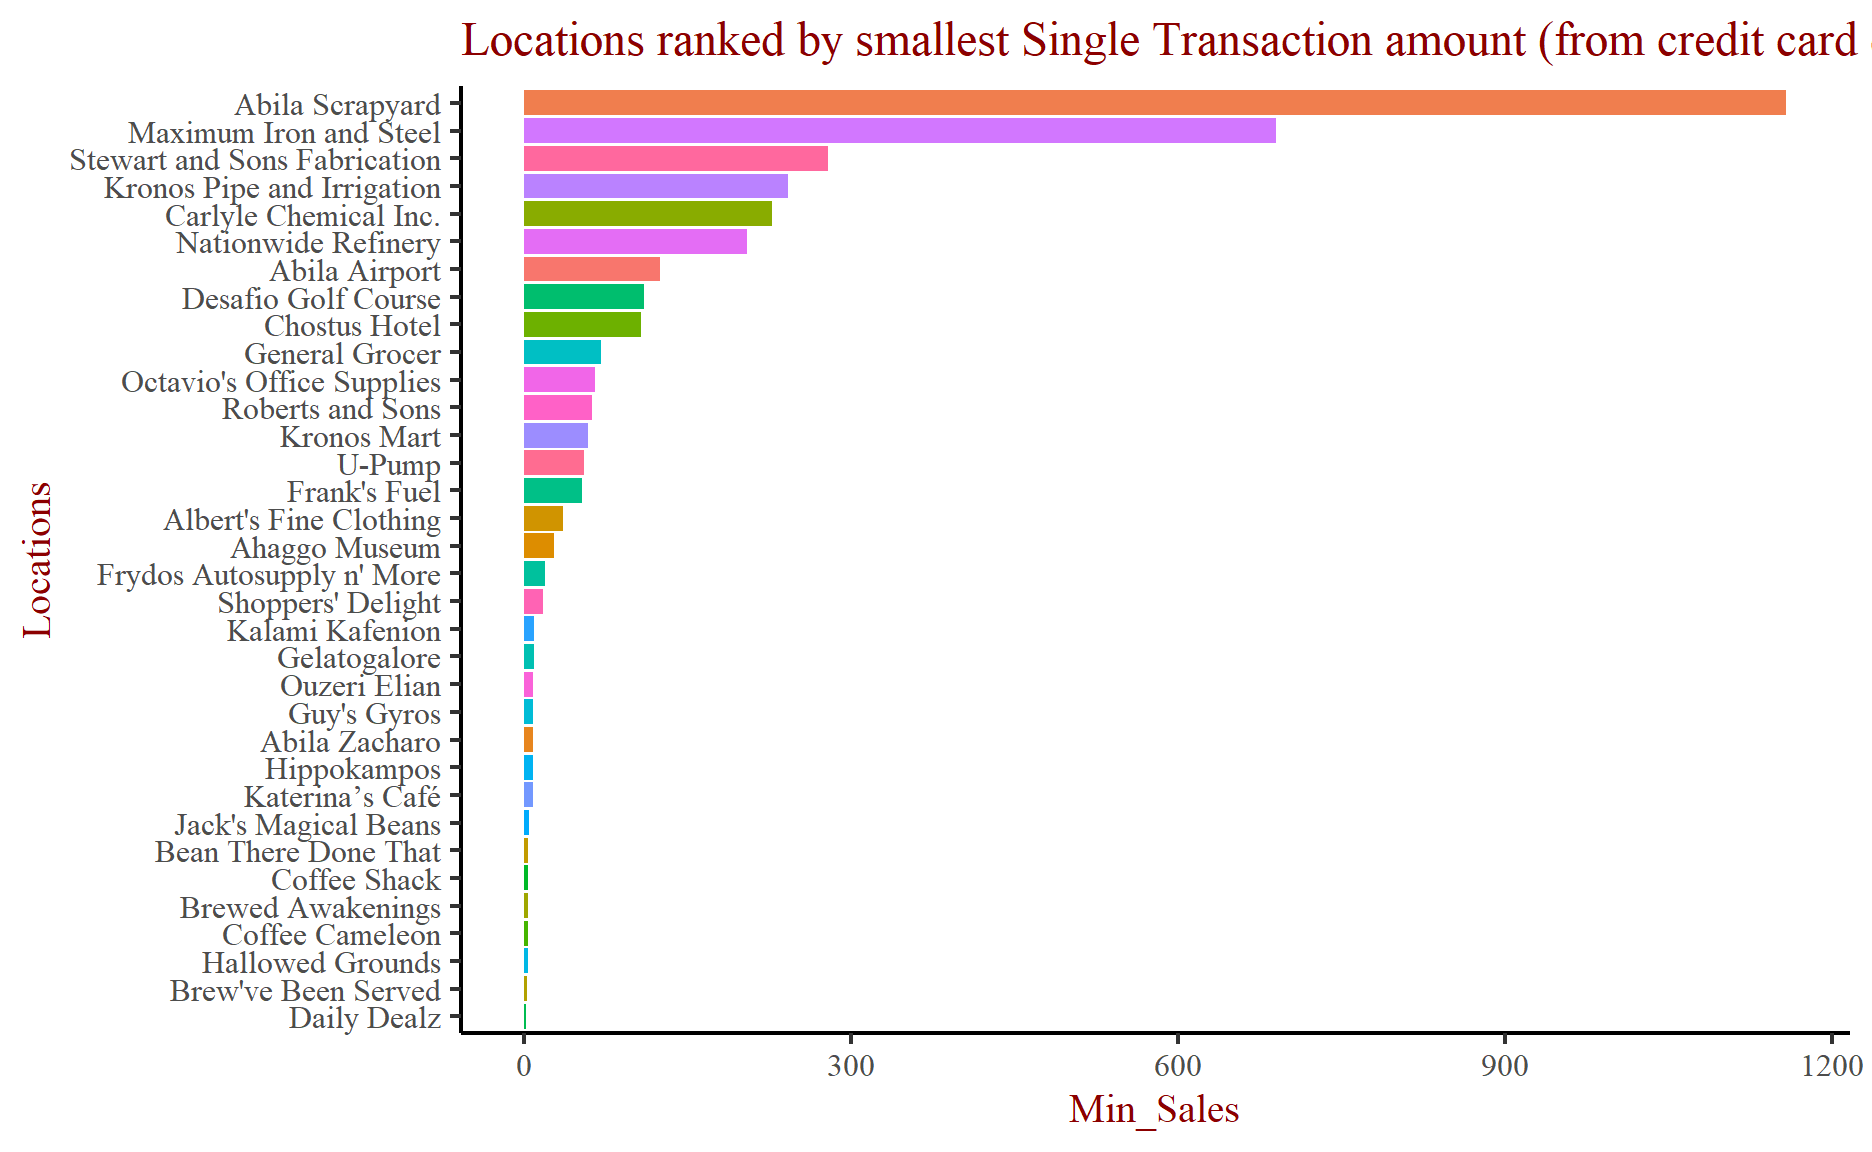 Locations ranked by smallest Single Transaction amount (from credit card
Abila Scrapyard
Maximum Iron and Steel
Stewart and Sons Fabrication
Kronos Pipe and Irrigation
Carlyle Chemical Inc.
Nationwide Refinery
Abila Airport
Desafio Golf Course
Chostus Hotel
General Grocer
Octavio's Office Supplies
Roberts and Sons
Kronos Mart
U-Pump
Frank's Fuel
Albert's Fine Clothing
Ahaggo Museum
Frydos Autosupply n' More
Shoppers' Delight
Kalami Kafenion
Gelatogalore
Ouzeri Elian
Guy's Gyros
Abila Zacharo
Hippokampos
Katerina’s Café
Jack's Magical Beans
Bean There Done That
Coffee Shack
Brewed Awakenings
Coffee Cameleon
Hallowed Grounds
Brew've Been Served
Daily Dealz
Locations
0 300 600 900 1200
Min_Sales